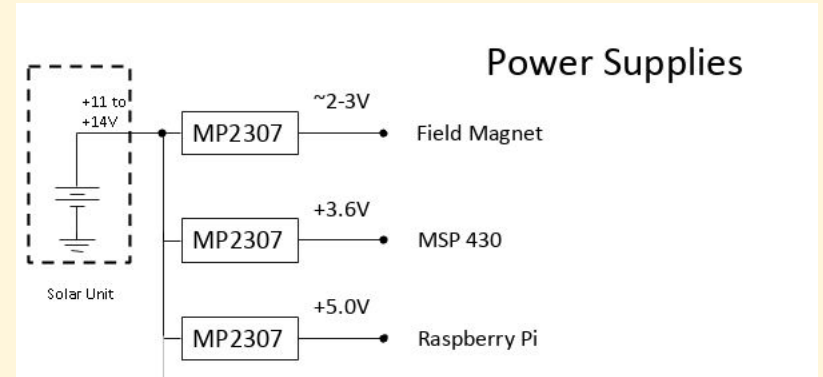 Power Supplies
+11 to
+14V
~2-3V
MP2307
Field Magnet
+3.6V
MP2307
MSP 430
Solar Unit
+5.0V
MP2307
Raspberry Pi